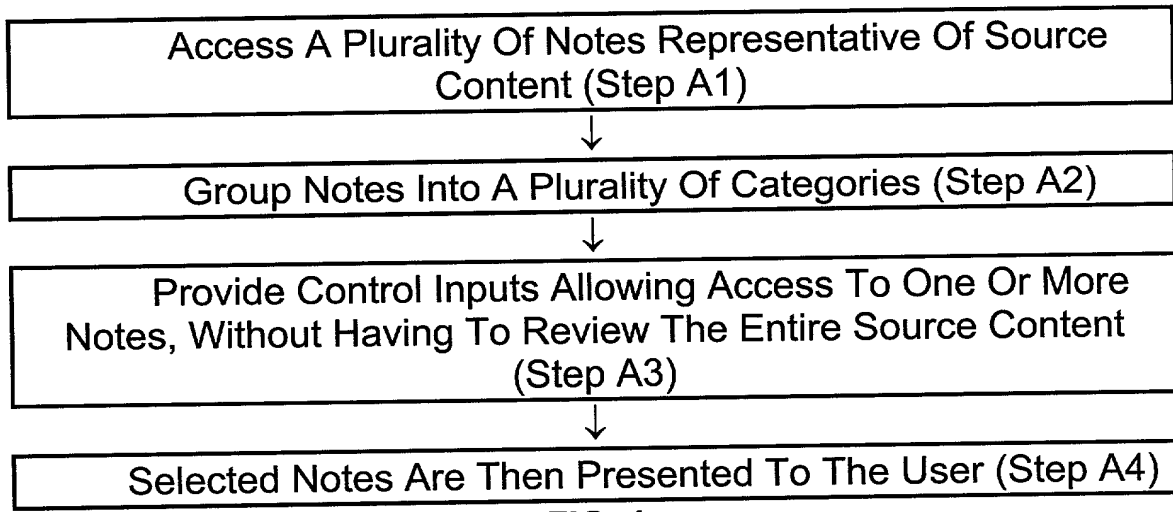 Access A Plurality Of Notes Representative Of Source
Content (Step A1)
↓
Group Notes Into A Plurality Of Categories (Step A2)
↓
Provide Control Inputs Allowing Access To One Or More
Notes, Without Having To Review The Entire Source Content
(Step A3)
↓
Selected Notes Are Then Presented To The User (Step A4)